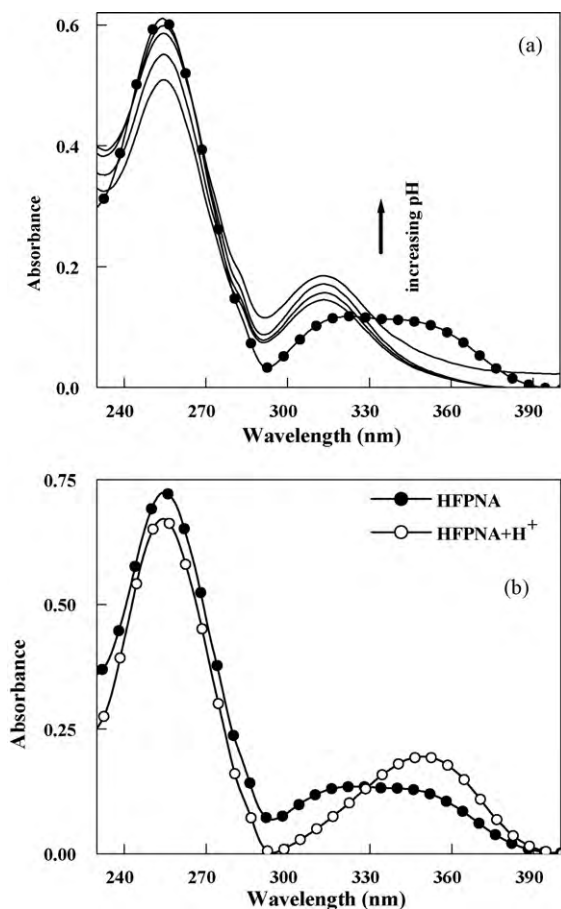 (a)
0.6
0.4
0.2
0.0
Absorbance
increasing pH
240 270 300 330 360 390
Wavelength (nm)
0.75
0.50
0.25
0.00
Absorbance
HFPNA
HFPNA+H⁺
(b)
240 270 300 330 360 390
Wavelength (nm)